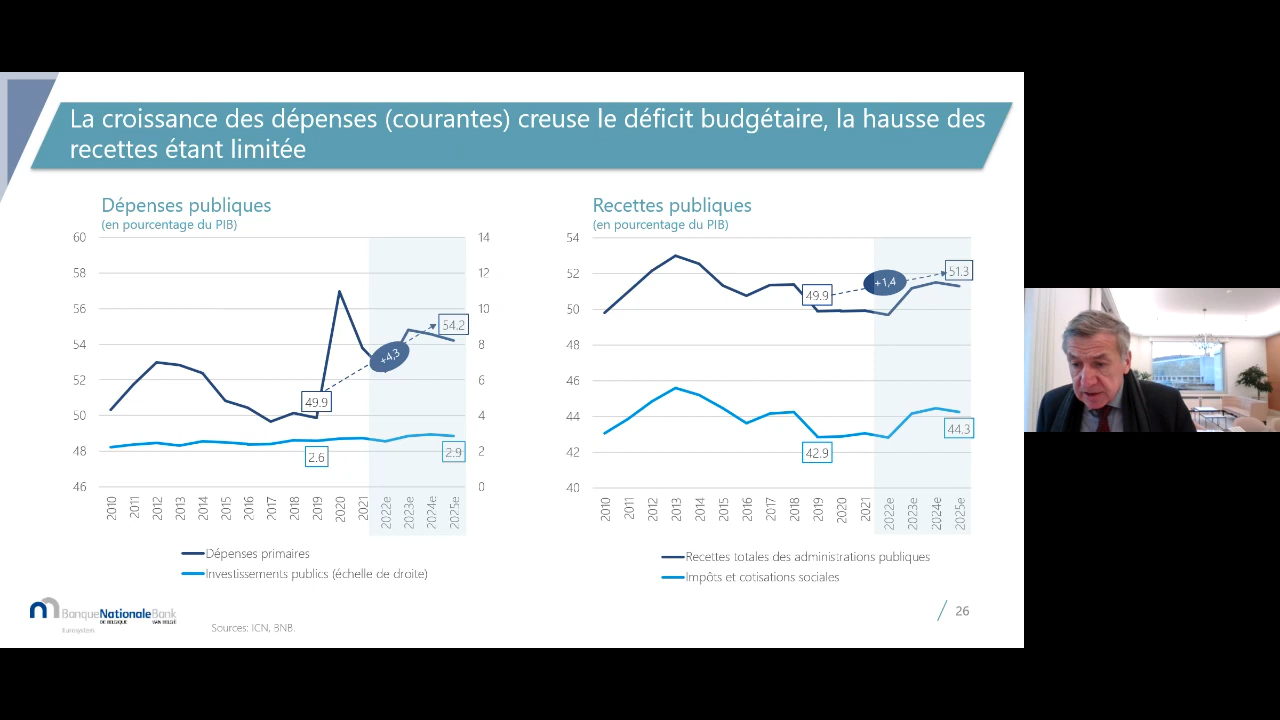 La croissance des dépenses (courantes) creuse le déficit budgétaire, la hausse des
recettes étant limitée
Dépenses publiques
(en pourcentage du PIB)
60
58
56
54
52
50
48
46
14
12
10
8
6
4
2
0
49.9
+4,3
54.2
2.6
2.9
2010
2011
2012
2013
2014
2015
2016
2017
2018
2019
2020
2021
2022e
2023e
2024e
2025e
Dépenses primaires
Investissements publics (échelle de droite)
Recettes publiques
(en pourcentage du PIB)
54
52
50
48
46
44
42
40
49.9
+1,4
51.3
42.9
44.3
2010
2011
2012
2013
2014
2015
2016
2017
2018
2019
2020
2021
2022e
2023e
2024e
2025e
Recettes totales des administrations publiques
Impôts et cotisations sociales
BanqueNationaleBank
DE BELGIQUE VAN BELGIË
Eurosystem
Sources: ICN, BNB.
26